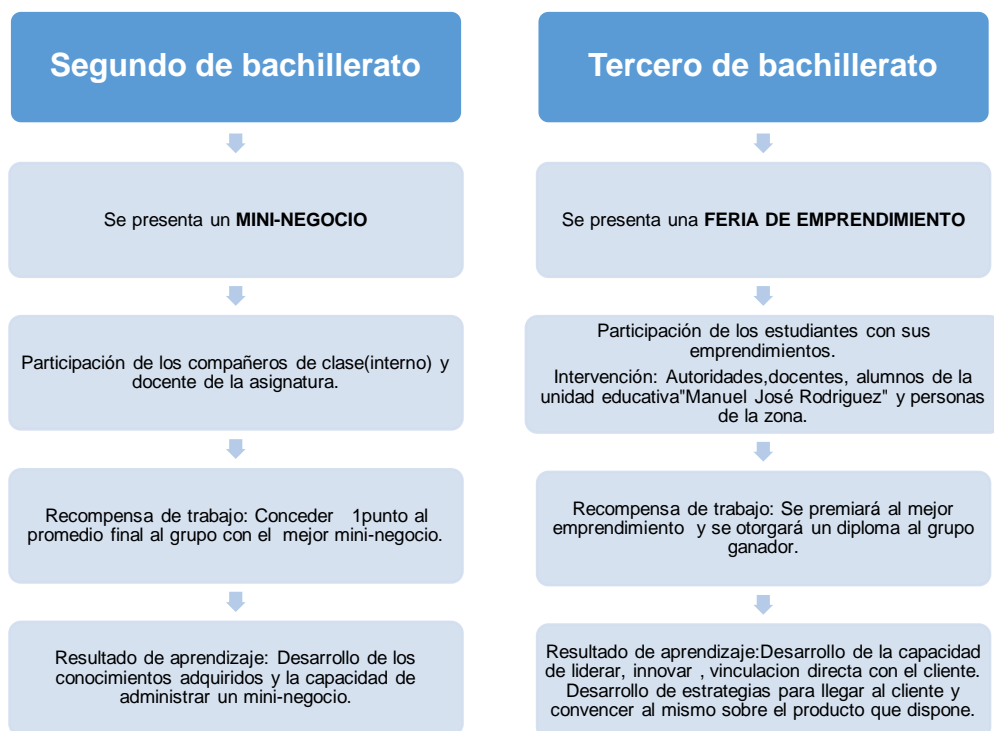 Segundo de bachillerato
Se presenta un MINI-NEGOCIO
Participación de los compañeros de clase(interno) y
docente de la asignatura.
Recompensa de trabajo: Conceder 1punto al
promedio final al grupo con el mejor mini-negocio.
Resultado de aprendizaje: Desarrollo de los
conocimientos adquiridos y la capacidad de
administrar un mini-negocio.
Tercero de bachillerato
Se presenta una FERIA DE EMPRENDIMIENTO
Participación de los estudiantes con sus
emprendimientos.
Intervención: Autoridades,docentes, alumnos de la
unidad educativa"Manuel José Rodriguez" y personas
de la zona.
Recompensa de trabajo: Se premiará al mejor
emprendimiento y se otorgará un diploma al grupo
ganador.
Resultado de aprendizaje:Desarrollo de la capacidad
de liderar, innovar , vinculacion directa con el cliente.
Desarrollo de estrategias para llegar al cliente y
convencer al mismo sobre el producto que dispone.